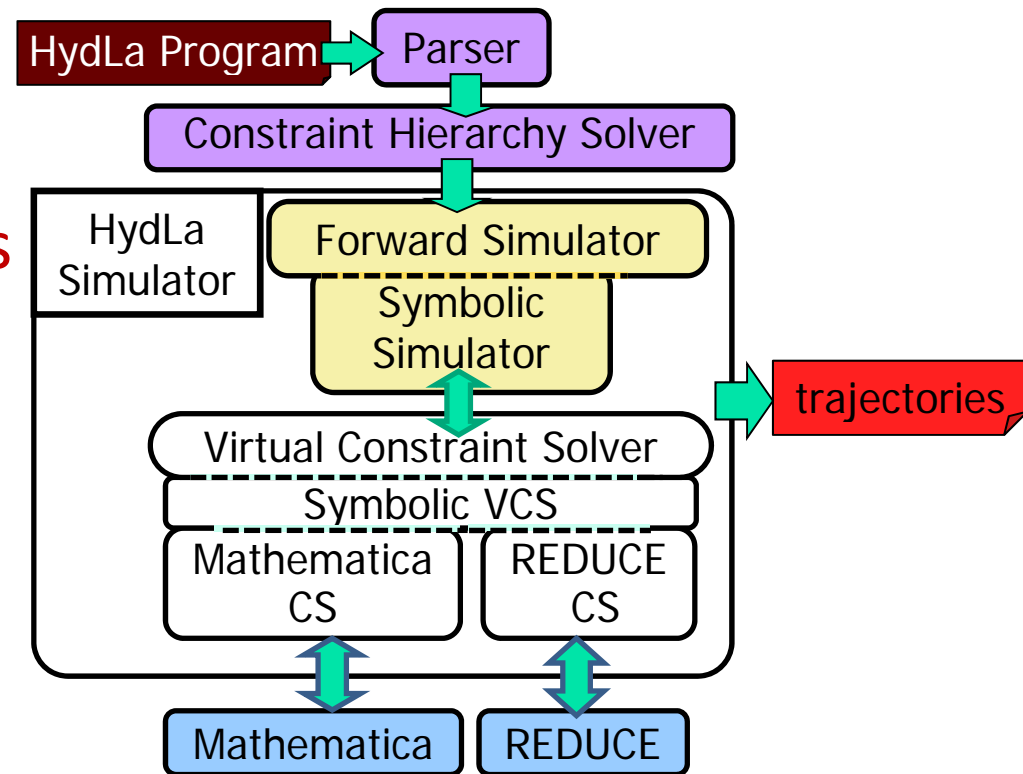 HydLa Program
Parser
Constraint Hierarchy Solver
s
HydLa
Simulator
Forward Simulator
Symbolic
Simulator
trajectories
Virtual Constraint Solver
Symbolic VCS
Mathematica
CS
REDUCE
CS
Mathematica
REDUCE